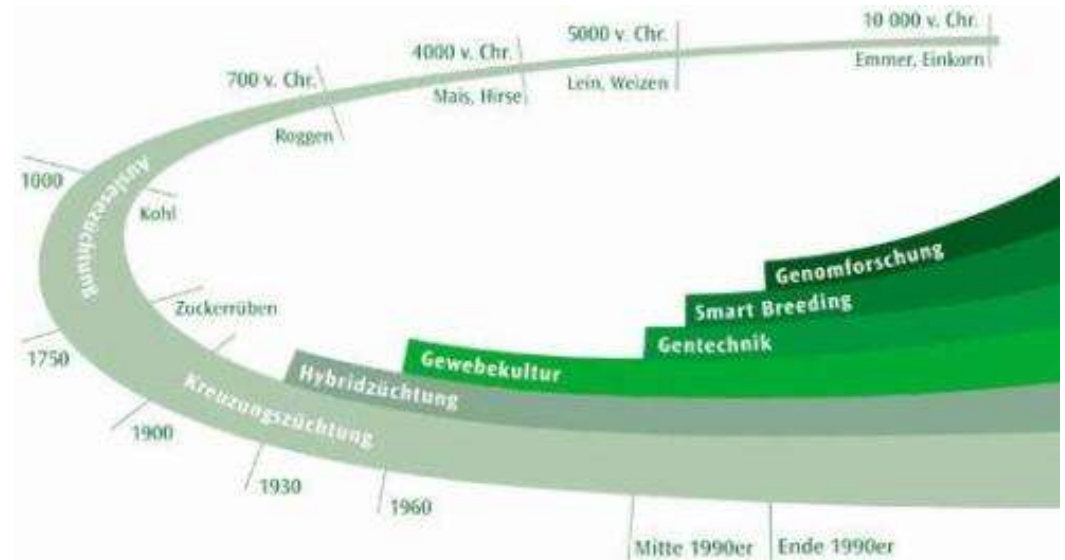 10 000 v. Chr.
Emmer, Einkorn
5000 v. Chr.
Lein, Weizen
4000 v. Chr.
Mais, Hirse
700 v. Chr.
Roggen
1000
Kohl
Auslesezüchtung
Zuckerrüben
1750
Kreuzungszüchtung
1900
Hybridzüchtung
1930
Gewebekultur
1960
Gentechnik
Mitte 1990er
Smart Breeding
Genomforschung
Ende 1990er